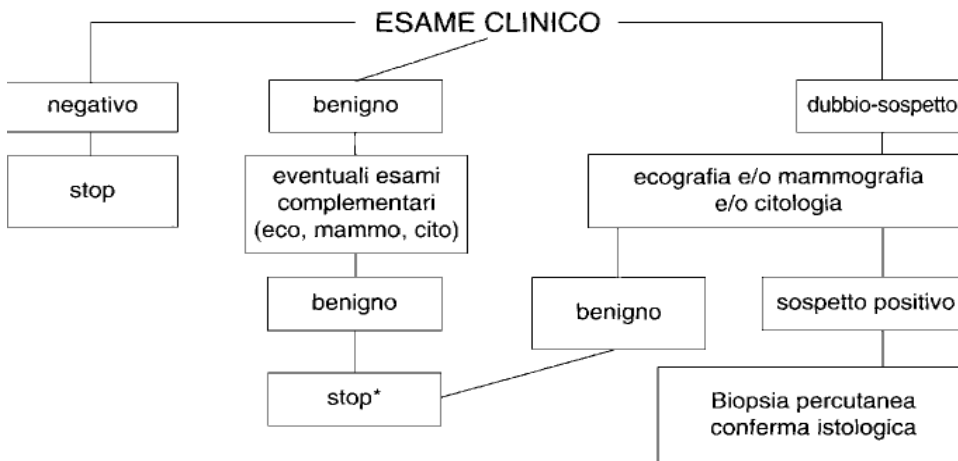 ESAME CLINICO
negativo
benigno
dubbio-sospetto
stop
eventuali esami
complementari
(eco, mammo, cito)
ecografia e/o mammografia
e/o citologia
benigno
benigno
sospetto positivo
stop*
Biopsia percutanea
conferma istologica